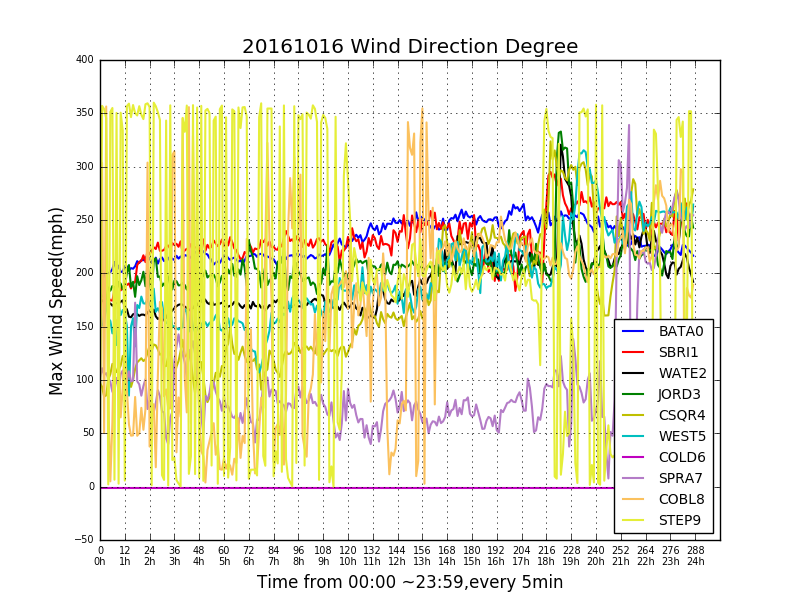 20161016 Wind Direction Degree
400
350
300
250
200
150
100
50
0
−50
Max Wind Speed(mph)
BATA0
SBRI1
WATE2
JORD3
CSQR4
WEST5
COLD6
SPRA7
COBL8
STEP9
0 12 24 36 48 60 72 84 96 108 120 132 144 156 168 180 192 204 216 228 240 252 264 276 288
0h 1h 2h 3h 4h 5h 6h 7h 8h 9h 10h 11h 12h 13h 14h 15h 16h 17h 18h 19h 20h 21h 22h 23h 24h
Time from 00:00 ~23:59,every 5min